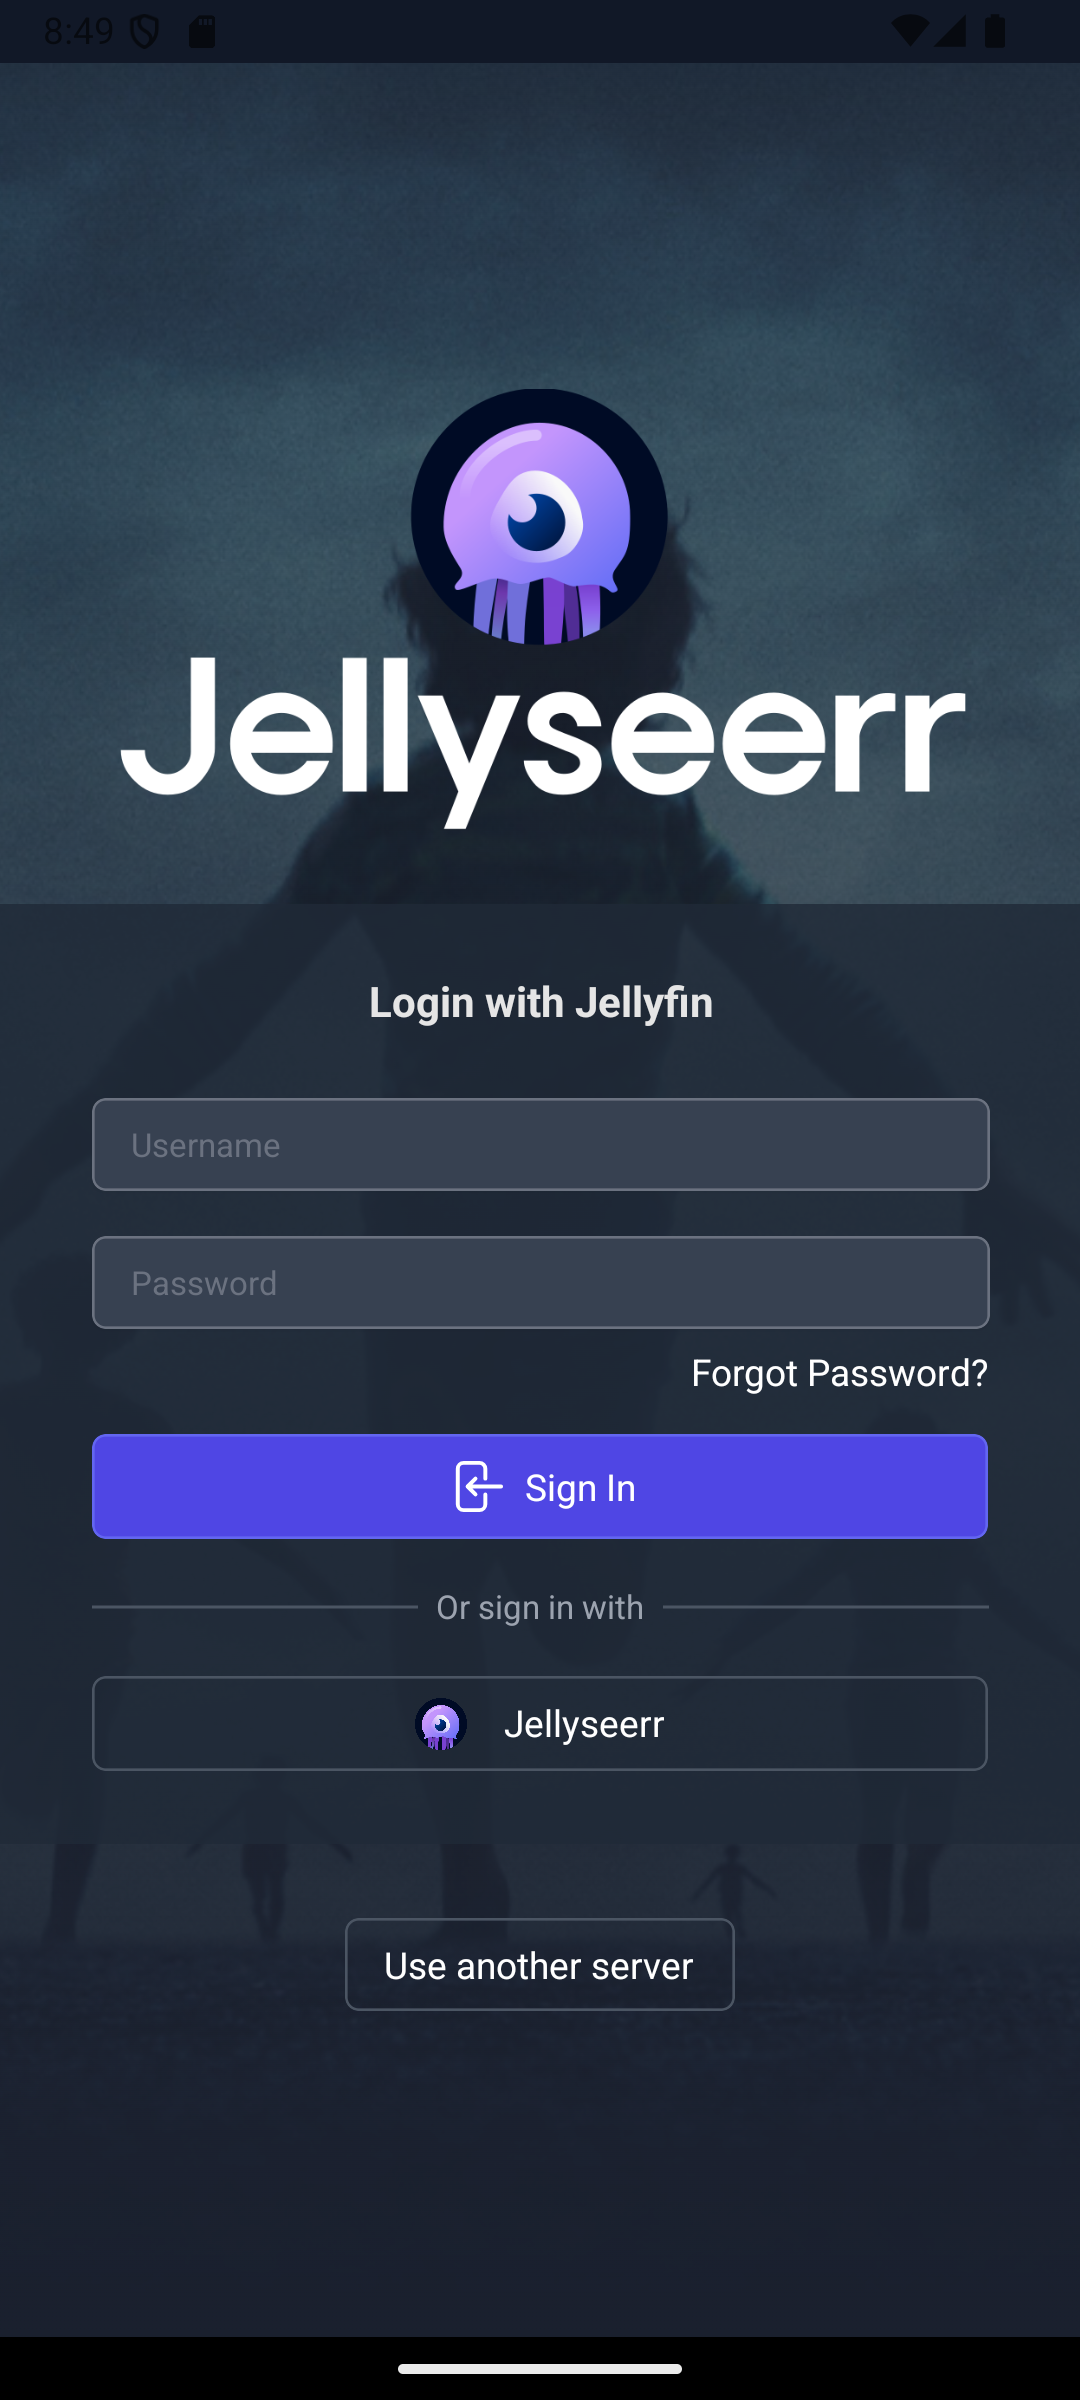 8:49
Jellyseerr
Login with Jellyfin
Username
Password
Forgot Password?
Sign In
Or sign in with
Jellyseerr
Use another server